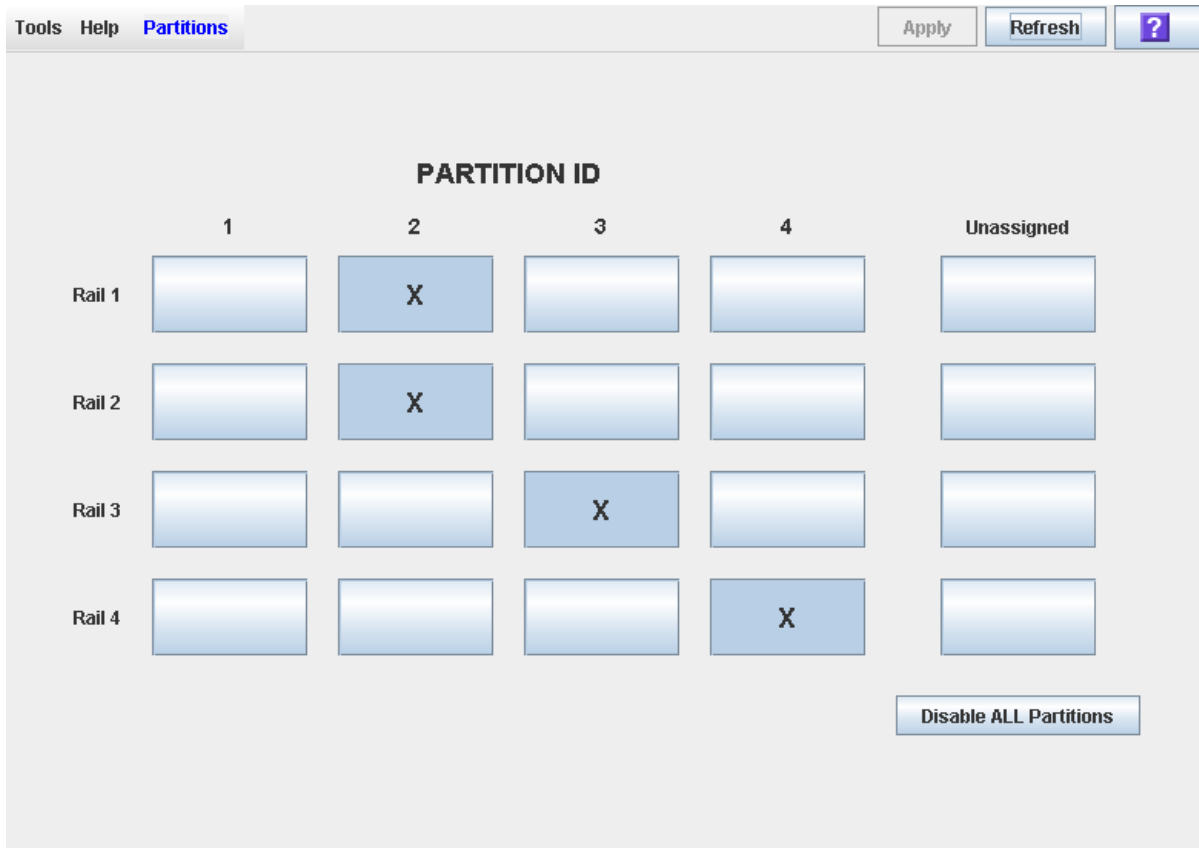 Tools Help Partitions Apply Refresh ?
PARTITION ID
1 2 3 4 Unassigned
Rail 1 X
Rail 2 X
Rail 3 X
Rail 4 X
Disable ALL Partitions